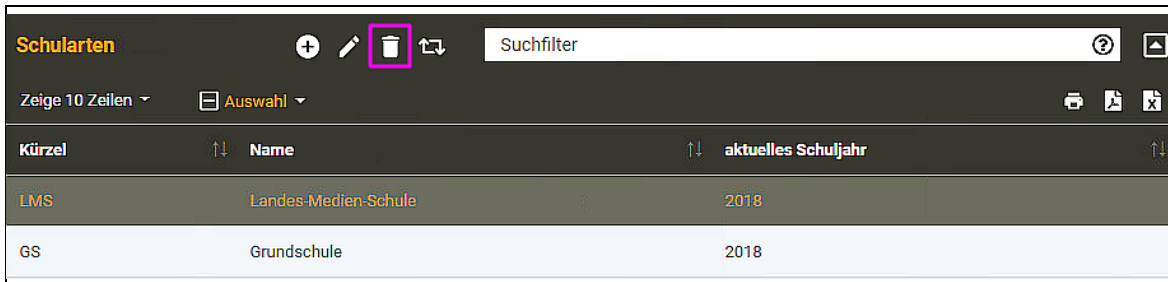 Schularten Suchfilter
Zeige 10 Zeilen Auswahl
Kürzel Name aktuelles Schuljahr
LMS Landes-Medien-Schule 2018
GS Grundschule 2018